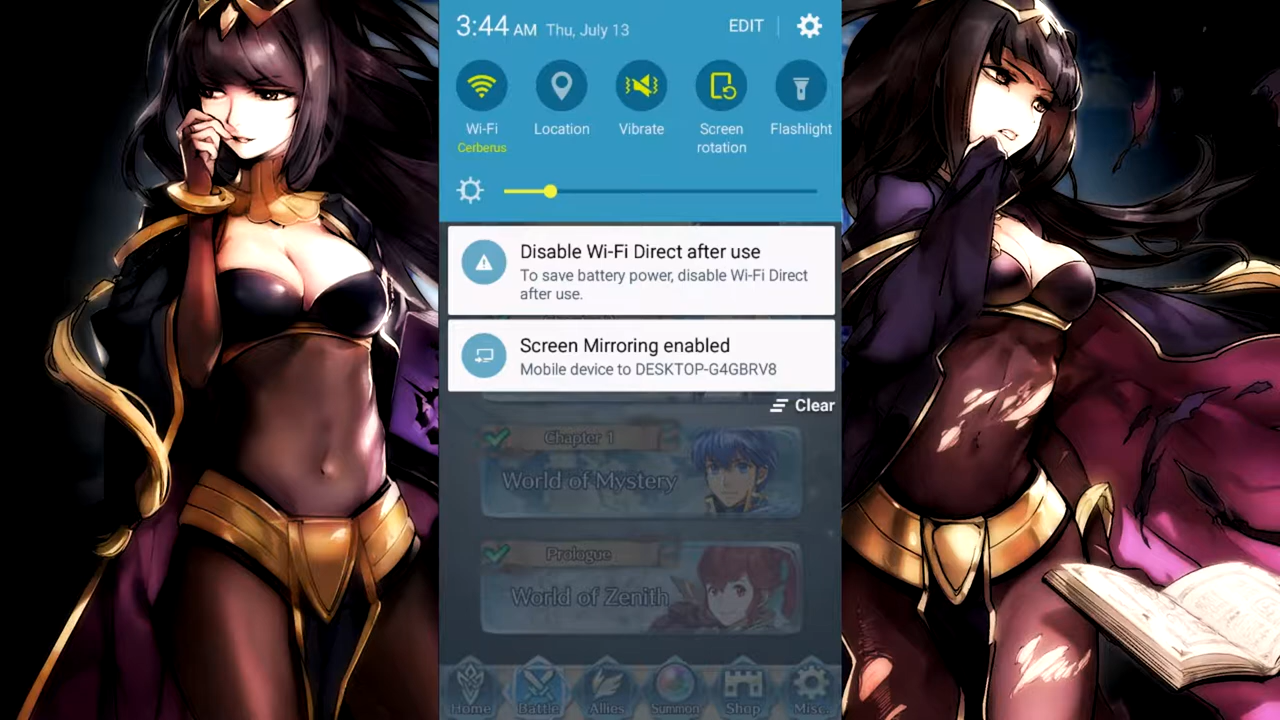 3:44 AM Thu, July 13 EDIT
Wi-Fi Location Vibrate Screen rotation Flashlight
Cerberus
Disable Wi-Fi Direct after use
To save battery power, disable Wi-Fi Direct
after use.
Screen Mirroring enabled
Mobile device to DESKTOP-G4GBRV8
Clear
Chapter 1
World of Mystery
Prologue
World of Zenith
Home Battle Allies Summon Shop Misc.